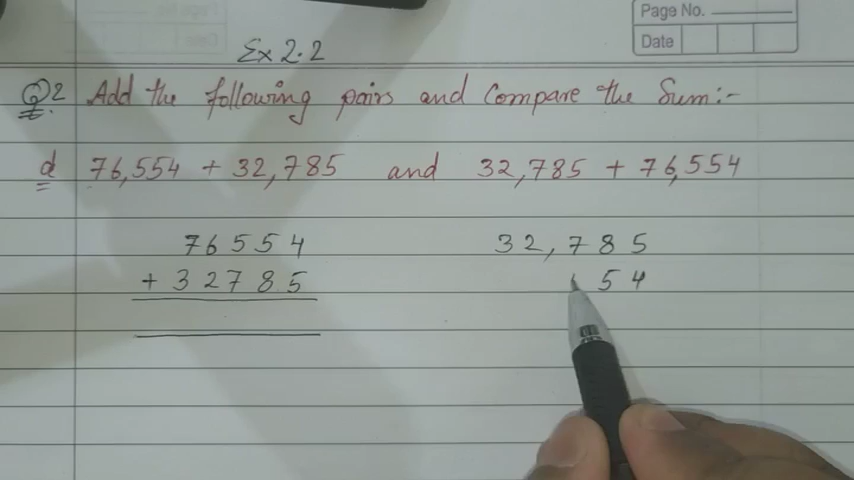 Page No.
Date
Ex 2.2
Q2. Add the following pairs and Compare the Sum:-
d 76,554 + 32,785 and 32,785 + 76,554
76554 32,785
+ 32785 54